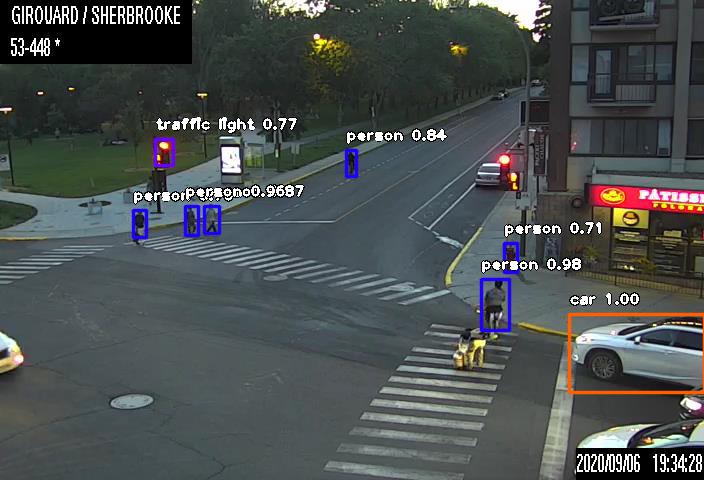 GIROUARD / SHERBROOKE
53-448 *
traffic light 0.77
person 0.84
person 0.71
person 0.98
PÂTISS
car 1.00
2020/09/06 19:34:28